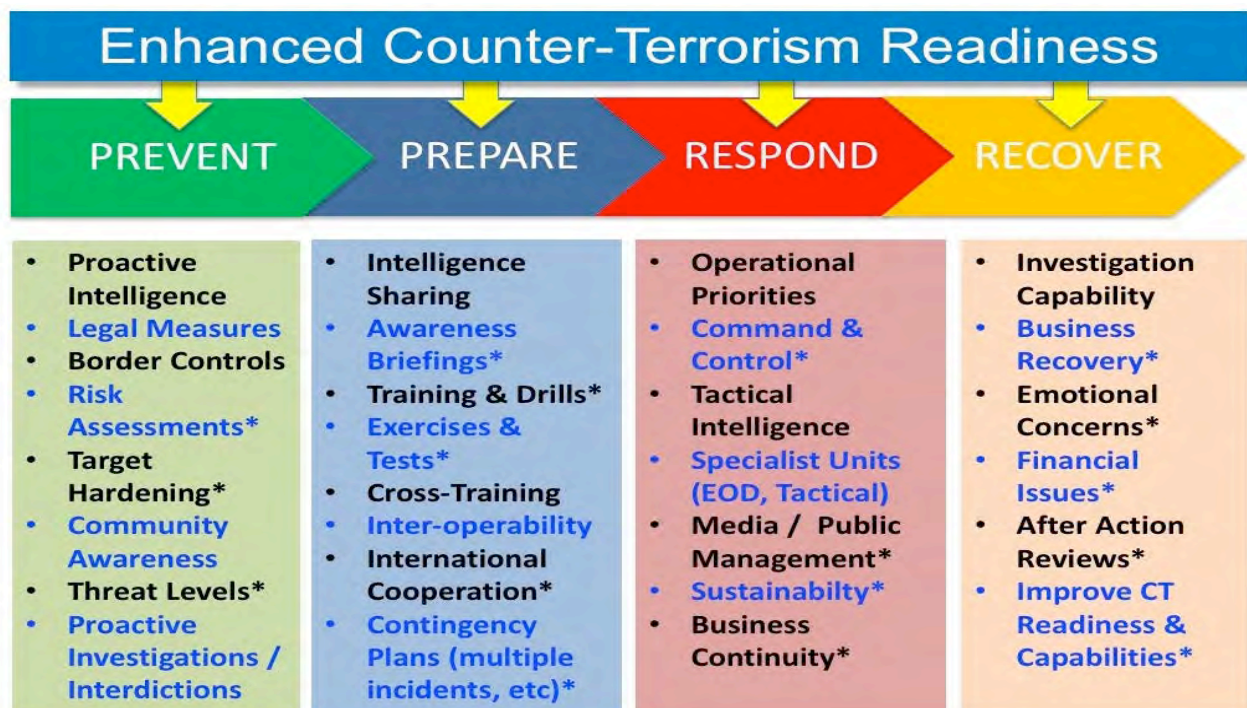 Enhanced Counter-Terrorism Readiness
PREVENT
PREPARE
RESPOND
RECOVER
• Proactive
Intelligence
• Legal Measures
• Border Controls
• Risk
Assessments*
• Target
Hardening*
• Community
Awareness
• Threat Levels*
• Proactive
Investigations /
Interdictions
• Intelligence
Sharing
• Awareness
Briefings*
• Training & Drills*
• Exercises &
Tests*
• Cross-Training
• Inter-operability
• International
Cooperation*
• Contingency
Plans (multiple
incidents, etc)*
• Operational
Priorities
• Command &
Control*
• Tactical
Intelligence
• Specialist Units
(EOD, Tactical)
• Media / Public
Management*
• Sustainabilty*
• Business
Continuity*
• Investigation
Capability
• Business
Recovery*
• Emotional
Concerns*
• Financial
Issues*
• After Action
Reviews*
• Improve CT
Readiness &
Capabilities*